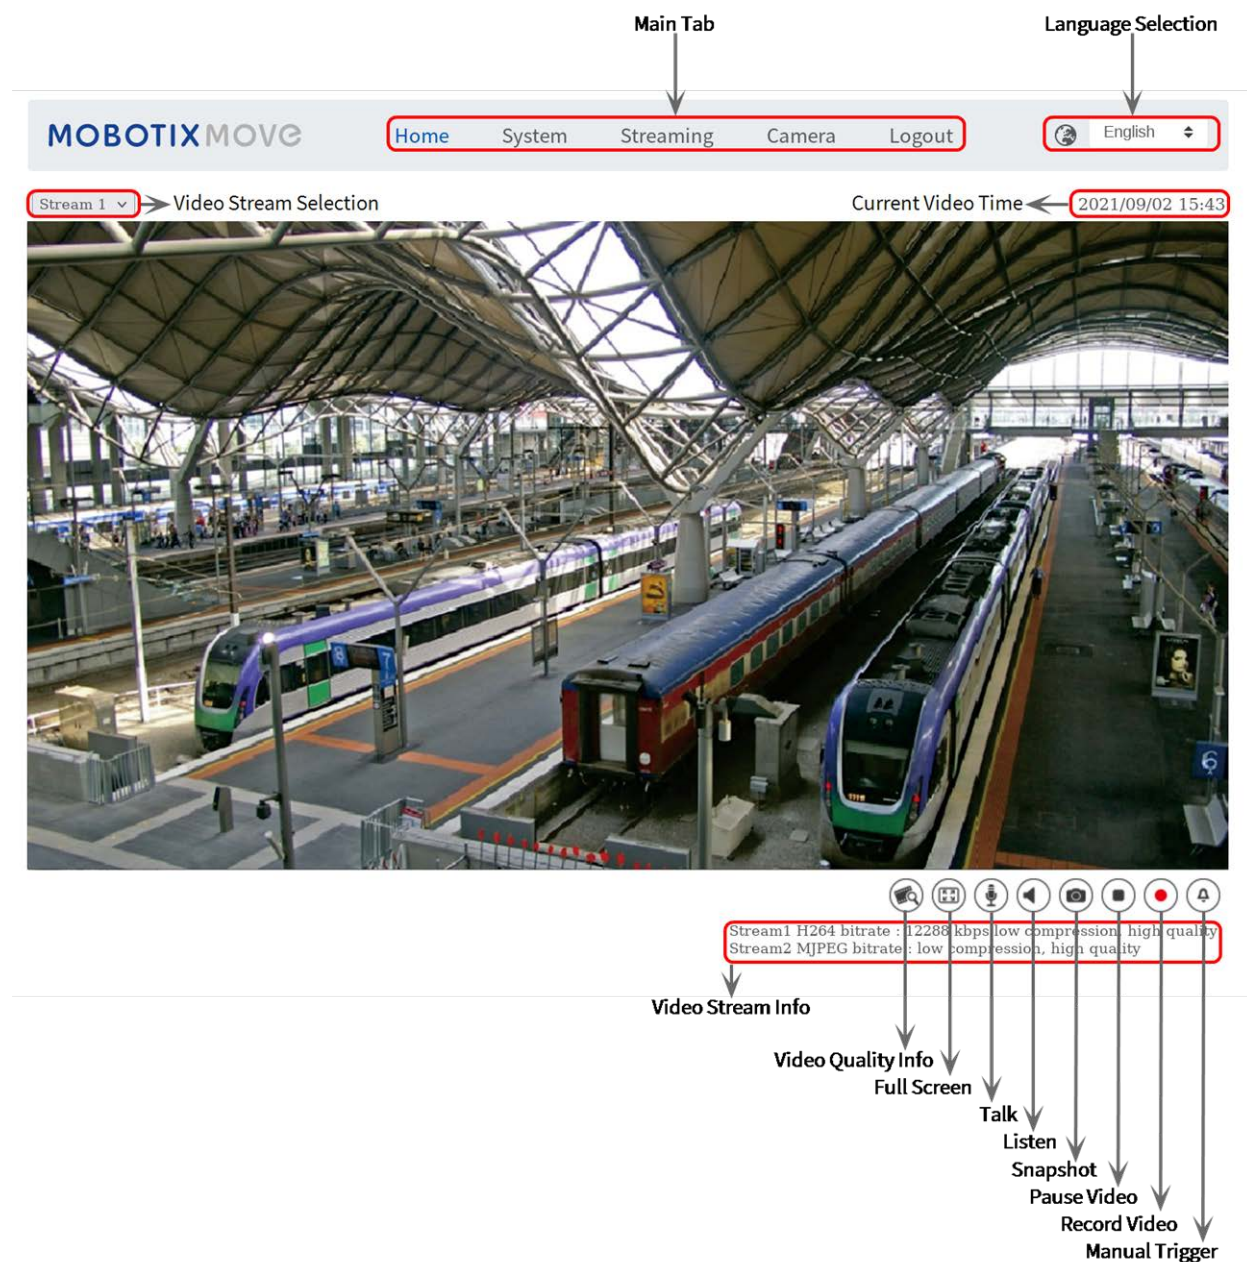 Main Tab
Language Selection
MOBOTIX MOVE
Home System Streaming Camera Logout
English
Stream 1
Video Stream Selection
Current Video Time
2021/09/02 15:43
8
7
6
Stream1 H264 bitrate : 12288 kbps low compression, high quality
Stream2 MJPEG bitrate : low compression, high quality
Video Stream Info
Video Quality Info
Full Screen
Talk
Listen
Snapshot
Pause Video
Record Video
Manual Trigger